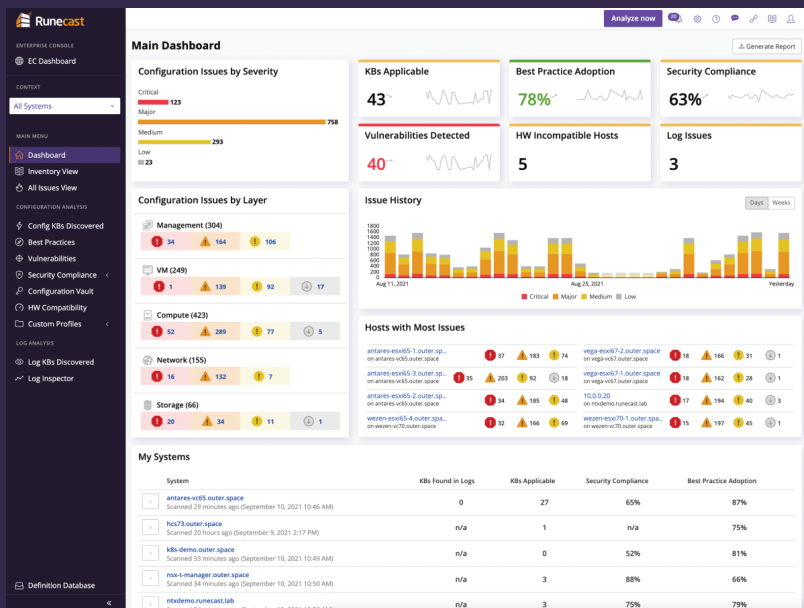 Runecast
ENTERPRISE CONSOLE
EC Dashboard
CONTEXT
All Systems
MAIN MENU
Dashboard
Inventory View
All Issues View
CONFIGURATION ANALYSIS
Config KBs Discovered
Best Practices
Vulnerabilities
Security Compliance
Configuration Vault
HW Compatibility
Custom Profiles
LOG ANALYSIS
Log KBs Discovered
Log Inspector
Definition Database
Analyze now
20
Main Dashboard
Generate Report
Configuration Issues by Severity
Critical
123
Major
758
Medium
293
Low
23
KBs Applicable
43
Best Practice Adoption
78%
Security Compliance
63%
Vulnerabilities Detected
40
HW Incompatible Hosts
5
Log Issues
3
Configuration Issues by Layer
Management (304)
34 164 106
VM (249)
1 139 92 17
Compute (423)
52 289 77 5
Network (155)
16 132 7
Storage (66)
20 34 11 1
Issue History
Days Weeks
1800
1600
1400
1200
1000
800
600
400
200
0
Aug 11, 2021 Aug 25, 2021 Yesterday
Critical Major Medium Low
Hosts with Most Issues
antares-esxi65-1.outer.sp... 37 183 74
on antares-vc65.outer.space
antares-esxi65-3.outer.sp... 35 203 92 18
on antares-vc65.outer.space
antares-esxi65-2.outer.sp... 34 185 48
on antares-vc65.outer.space
wezen-esxi65-4.outer.spa... 32 166 69
on wezen-vc70.outer.space
vega-esxi67-2.outer.space 18 166 31 1
on vega-vc67.outer.space
vega-esxi67-1.outer.space 18 162 28 1
on vega-vc67.outer.space
10.0.0.20 17 194 40 3
on ntxdemo.runecast.lab
wezen-esxi70-1.outer.spa... 15 197 45 1
on wezen-vc70.outer.space
My Systems
System KBs Found in Logs KBs Applicable Security Compliance Best Practice Adoption
antares-vc65.outer.space 0 27 65% 87%
Scanned 29 minutes ago (September 10, 2021 10:46 AM)
hcs73.outer.space n/a 1 n/a 75%
Scanned 20 hours ago (September 9, 2021 2:17 PM)
k8s-demo.outer.space n/a 0 52% 81%
Scanned 33 minutes ago (September 10, 2021 10:49 AM)
nsx-t-manager.outer.space n/a 3 88% 66%
Scanned 34 minutes ago (September 10, 2021 10:50 AM)
ntxdemo.runecast.lab n/a 3 75% 79%